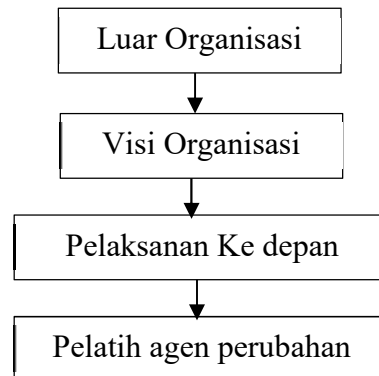 Luar Organisasi
Visi Organisasi
Pelaksanan Ke depan
Pelatih agen perubahan